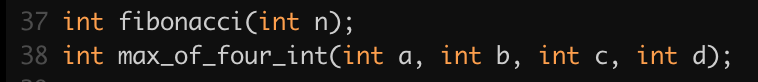 37 int fibonacci(int n);
38 int max_of_four_int(int a, int b, int c, int d);